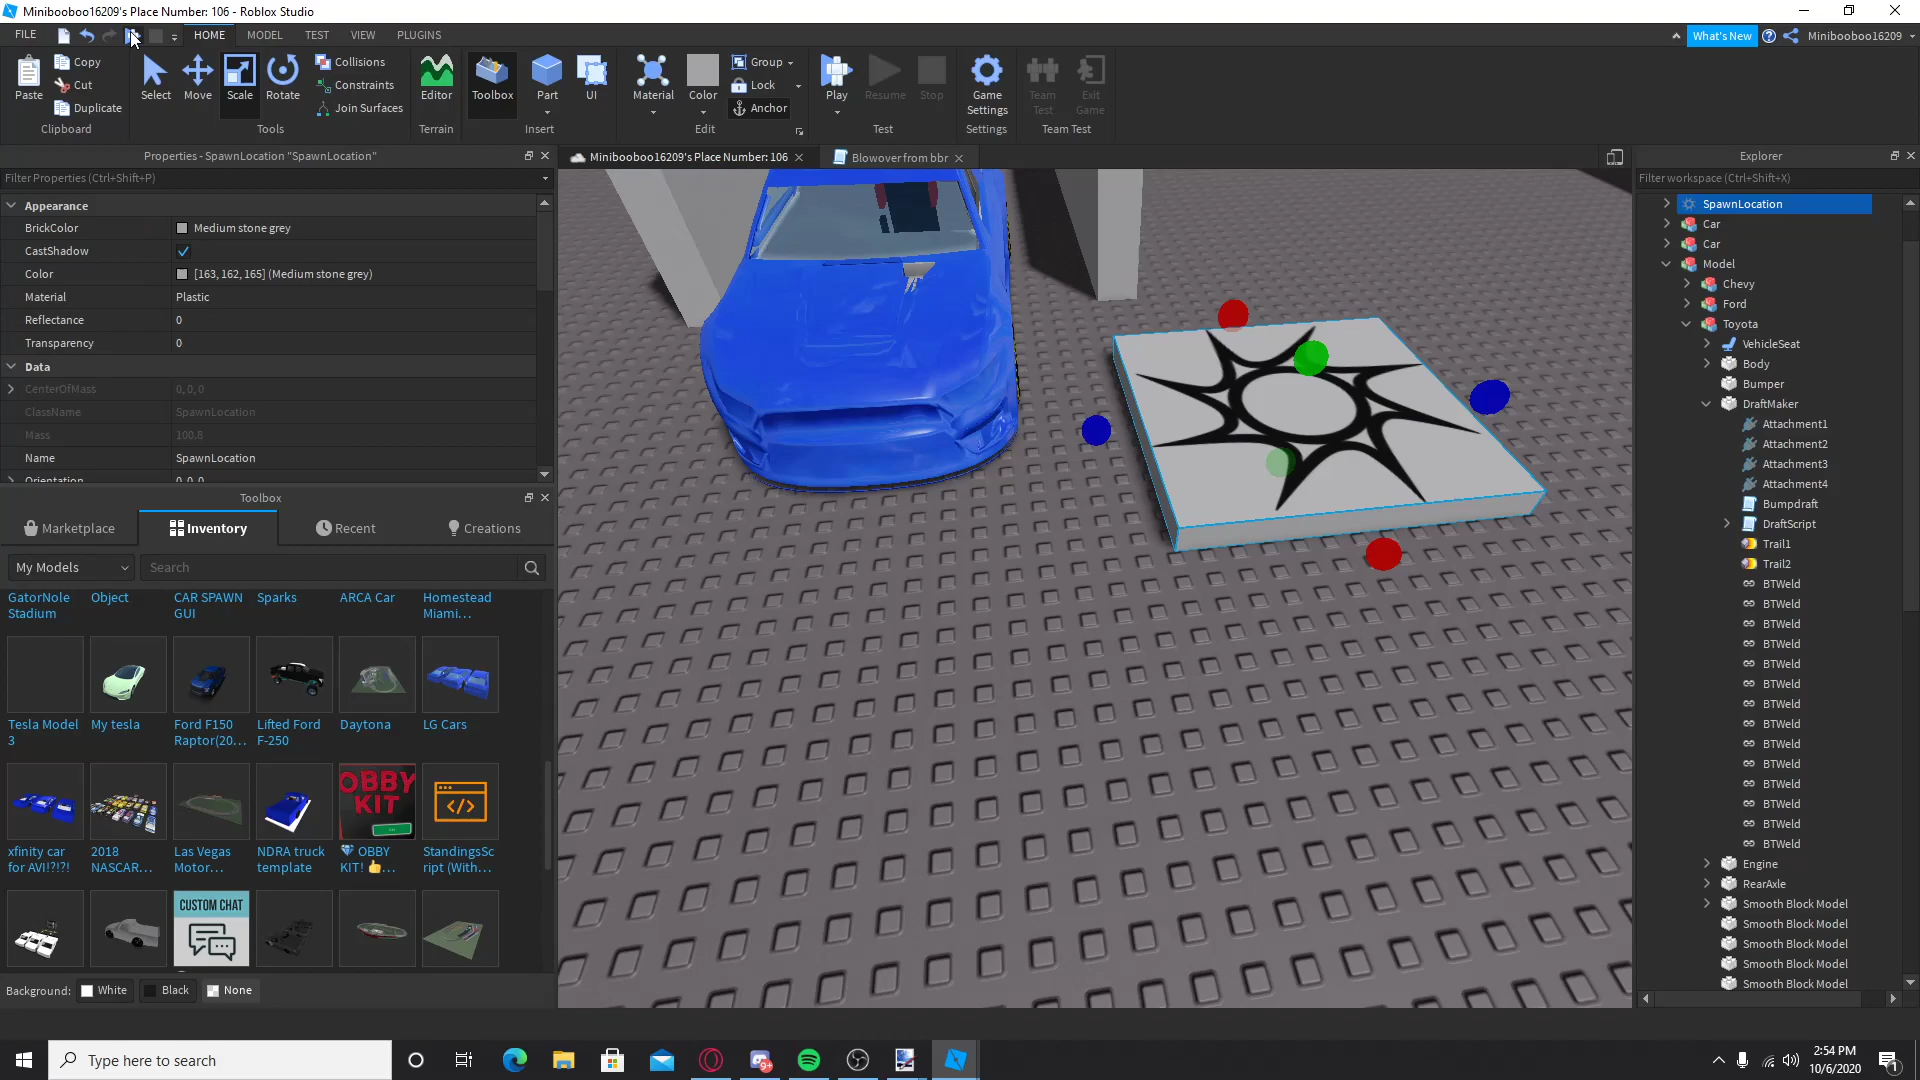 Minibooboo16209's Place Number: 106 - Roblox Studio
FILE HOME MODEL TEST VIEW PLUGINS What's New Minibooboo16209
Paste Copy Cut Duplicate Select Move Scale Rotate Collisions Constraints Join Surfaces Editor Toolbox Part UI Material Color Group Lock Anchor Play Resume Stop Game Settings Team Test Exit Game
Clipboard Tools Terrain Insert Edit Test Settings Team Test
Properties - SpawnLocation "SpawnLocation"
Filter Properties (Ctrl+Shift+P)
Appearance
BrickColor Medium stone grey
CastShadow
Color [163, 162, 165] (Medium stone grey)
Material Plastic
Reflectance 0
Transparency 0
Data
CenterOfMass 0, 0, 0
ClassName SpawnLocation
Mass 100.8
Name SpawnLocation
Orientation 0, 0, 0
Toolbox
Marketplace Inventory Recent Creations
My Models Search
GatorNole Stadium
Object
CAR SPAWN GUI
Sparks
ARCA Car
Homestead Miami...
Tesla Model 3
My tesla
Ford F150 Raptor(20...
Lifted Ford F-250
Daytona
LG Cars
OBBY KIT
xfinity car for AVI!?!?!
2018 NASCAR...
Las Vegas Motor...
NDRA truck template
💎 OBBY KIT! 👍...
StandingsScript (With...
CUSTOM CHAT
Background: White Black None
Minibooboo16209's Place Number: 106
Blowover from bbr
Explorer
Filter workspace (Ctrl+Shift+X)
SpawnLocation
Car
Car
Model
Chevy
Ford
Toyota
VehicleSeat
Body
Bumper
DraftMaker
Attachment1
Attachment2
Attachment3
Attachment4
Bumpdraft
DraftScript
Trail1
Trail2
BTWeld
BTWeld
BTWeld
BTWeld
BTWeld
BTWeld
BTWeld
BTWeld
BTWeld
BTWeld
BTWeld
BTWeld
BTWeld
BTWeld
Engine
RearAxle
Smooth Block Model
Smooth Block Model
Smooth Block Model
Smooth Block Model
Smooth Block Model
Type here to search
9+
2:54 PM
10/6/2020
1